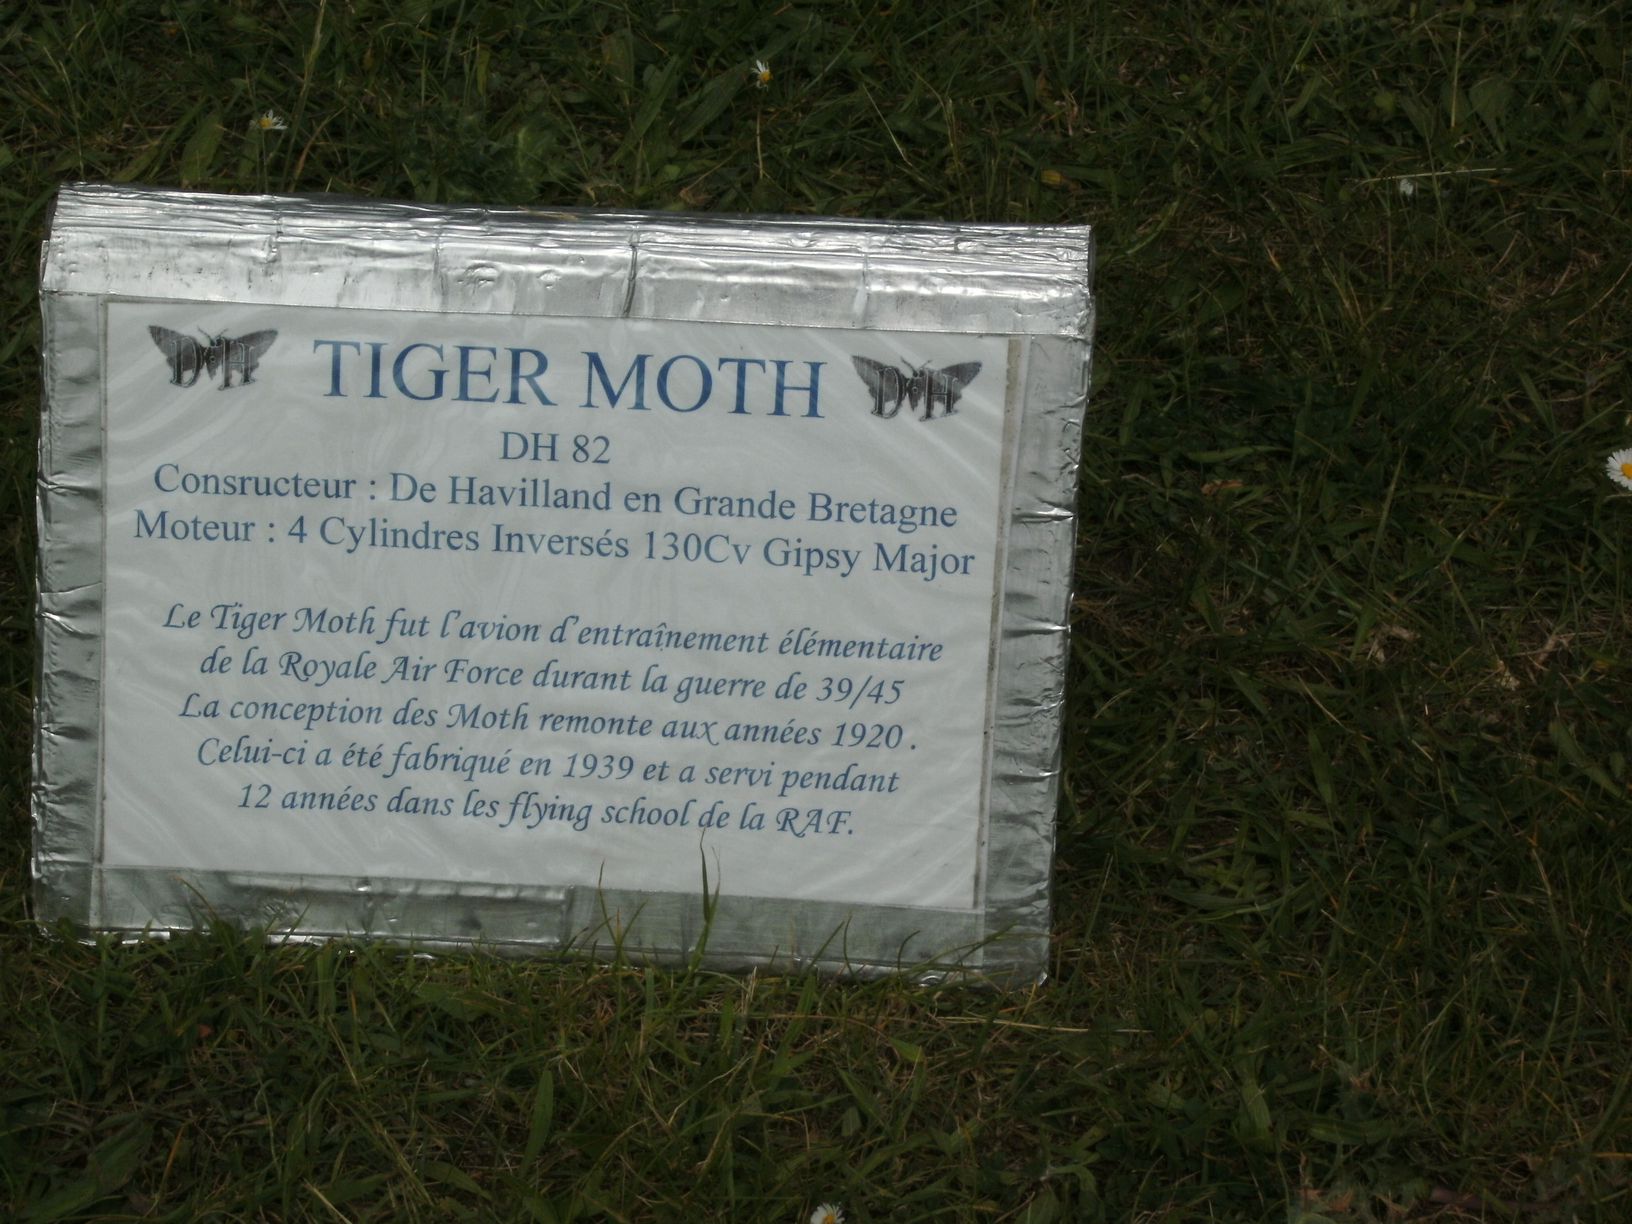 DH TIGER MOTH DH
DH 82
Consructeur : De Havilland en Grande Bretagne
Moteur : 4 Cylindres Inversés 130Cv Gipsy Major
Le Tiger Moth fut l'avion d'entraînement élémentaire
de la Royale Air Force durant la guerre de 39/45
La conception des Moth remonte aux années 1920 .
Celui-ci a été fabriqué en 1939 et a servi pendant
12 années dans les flying school de la RAF.